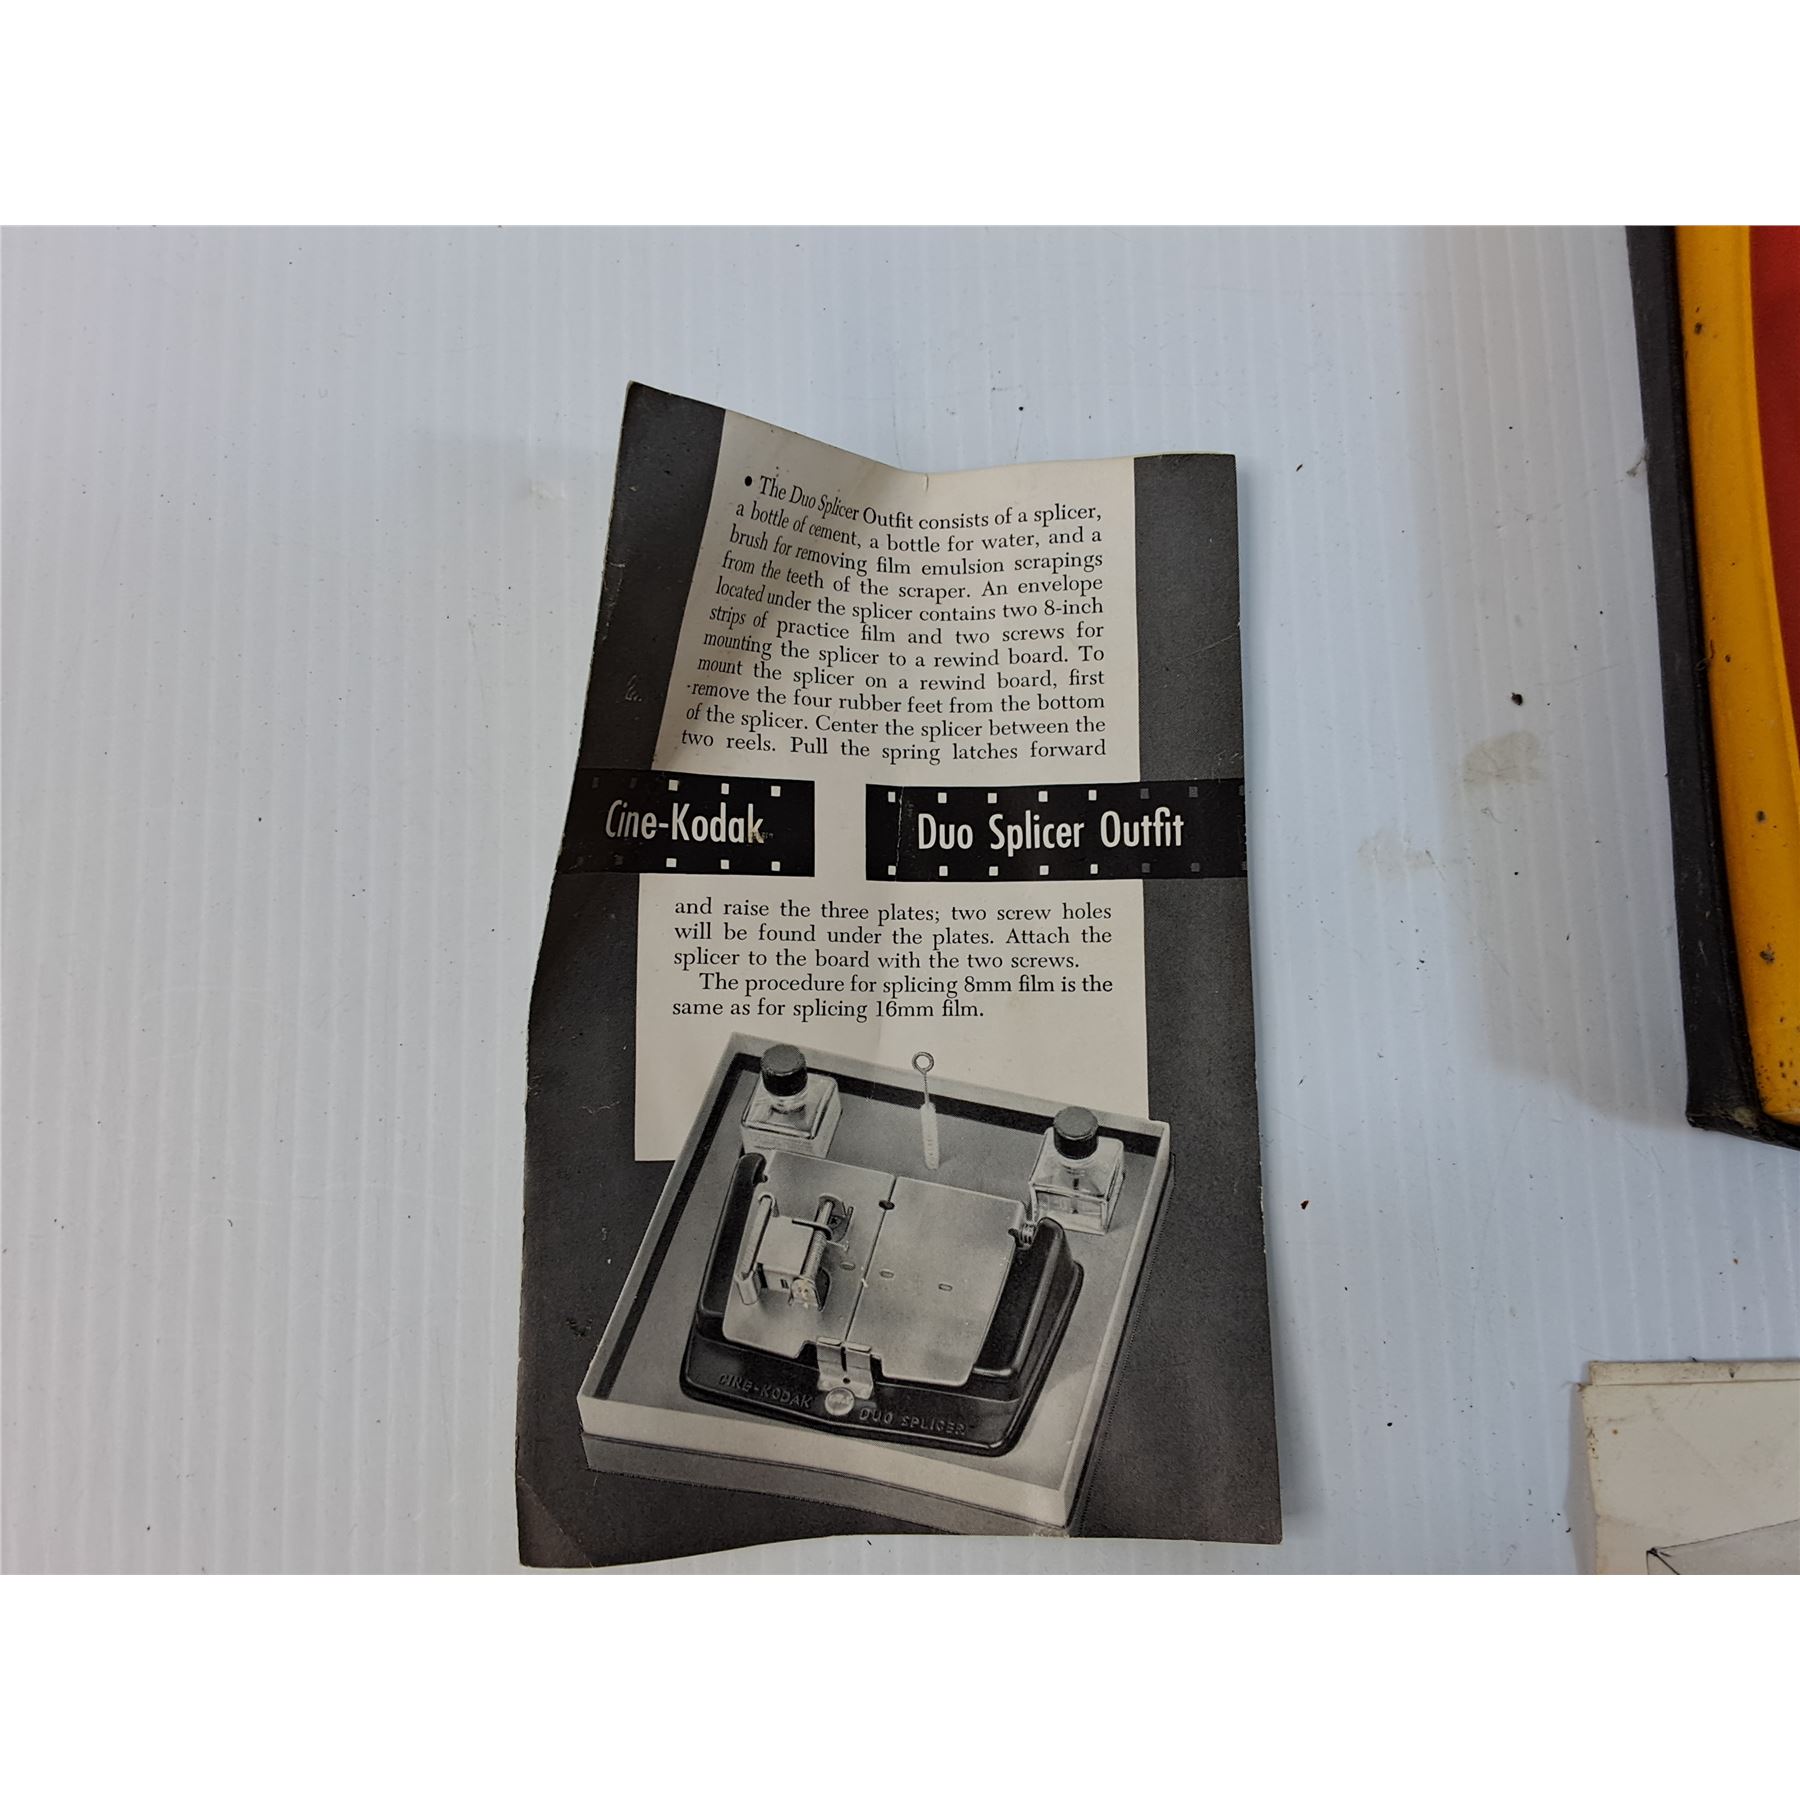 • The Duo Splicer Outfit consists of a splicer,
a bottle of cement, a bottle for water, and a
brush for removing film emulsion scrapings
from the teeth of the scraper. An envelope
located under the splicer contains two 8-inch
strips of practice film and two screws for
mounting the splicer to a rewind board. To
mount the splicer on a rewind board, first
remove the four rubber feet from the bottom
of the splicer. Center the splicer between the
two reels. Pull the spring latches forward
Cine-Kodak Duo Splicer Outfit
and raise the three plates; two screw holes
will be found under the plates. Attach the
splicer to the board with the two screws.
The procedure for splicing 8mm film is the
same as for splicing 16mm film.
CINE-KODAK DUO SPLICER